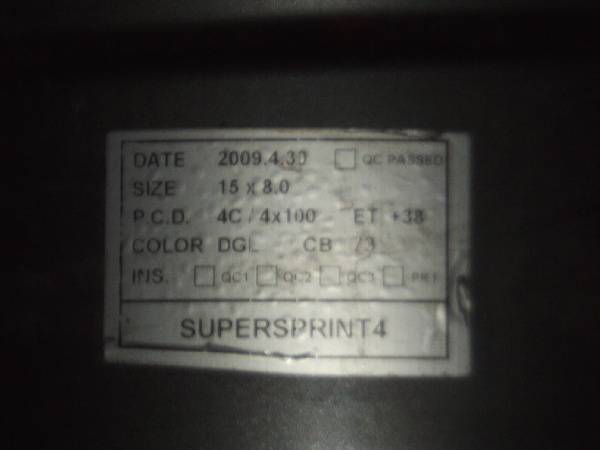 DATE 2009.4.30 QC PASSED
SIZE 15 x 8.0
P.C.D. 4C / 4x100 ET +38
COLOR DGL CB 73
INS. QC1 QC2 QC3 PK1
SUPERSPRINT4